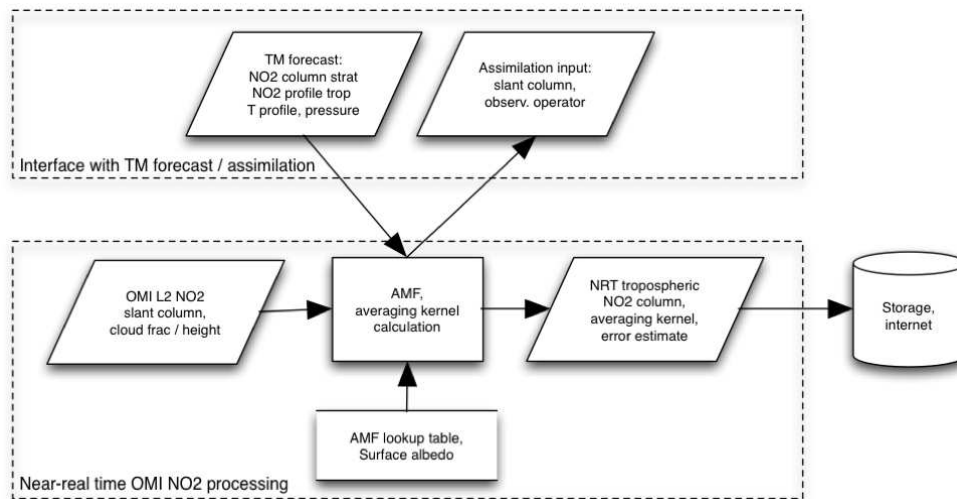 TM forecast:
NO2 column strat
NO2 profile trop
T profile, pressure
Assimilation input:
slant column,
observ. operator
Interface with TM forecast / assimilation
OMI L2 NO2
slant column,
cloud frac / height
AMF,
averaging kernel
calculation
NRT tropospheric
NO2 column,
averaging kernel,
error estimate
Storage,
internet
AMF lookup table,
Surface albedo
Near-real time OMI NO2 processing